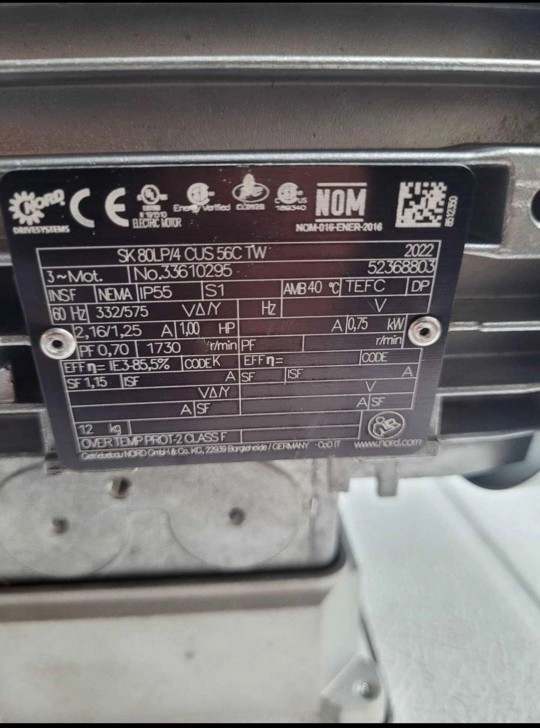 NORD
DRIVESYSTEMS
CE
ELECTRIC MOTOR
Energy Verified
CC092B
189340
NOM
NOM-016-ENER-2016
SK 80LP/4 CUS 56C TW 2022
3~Mot. No.33610295 52368803
INSF NEMA IP55 S1 AMB 40 °C TEFC DP
60 Hz 332/575 VΔ/Y Hz V
2,16/1,25 A 1,00 HP A 0,75 kW
PF 0,70 1730 r/min PF r/min
EFF η= IE3-85,5% CODE K EFF η= CODE
SF 1,15 ISF A SF ISF A
VΔ/Y V
A SF A SF
12 kg
OVER TEMP PROT-2 CLASS F
Getriebebau NORD GmbH & Co. KG, 22939 Bargteheide / GERMANY CoO IT www.nord.com